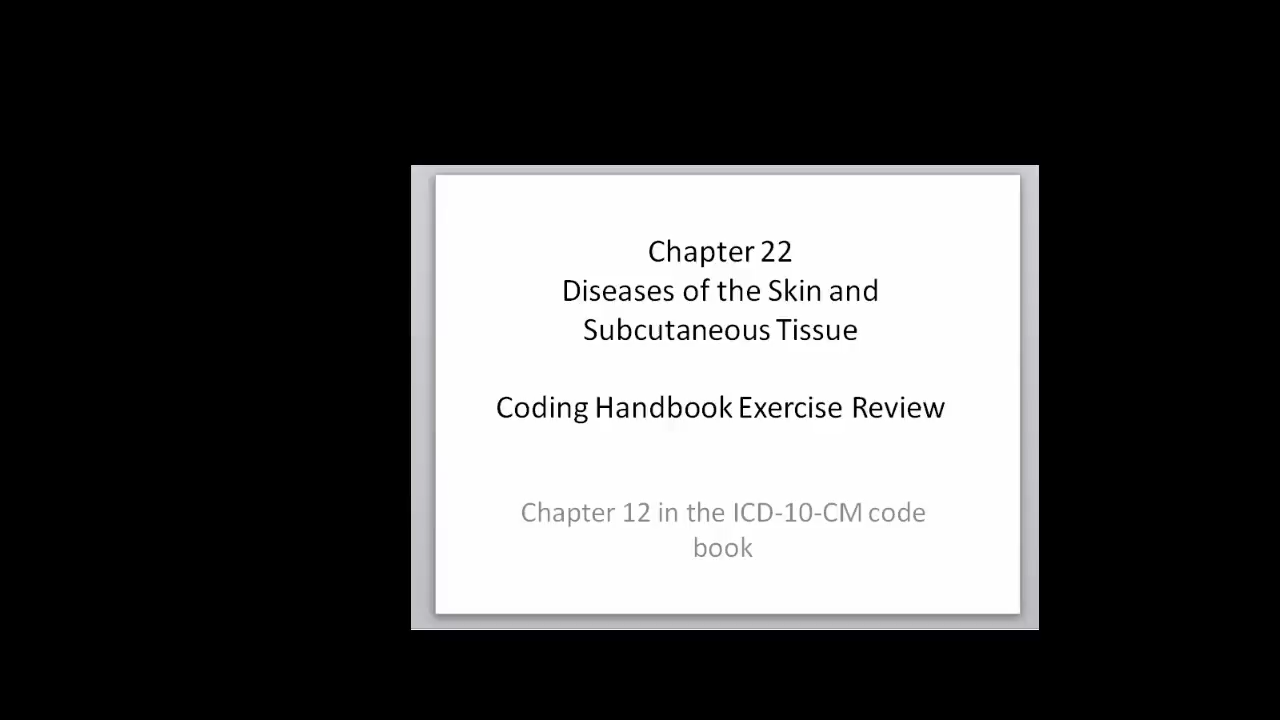 Chapter 22
Diseases of the Skin and
Subcutaneous Tissue
Coding Handbook Exercise Review
Chapter 12 in the ICD-10-CM code
book